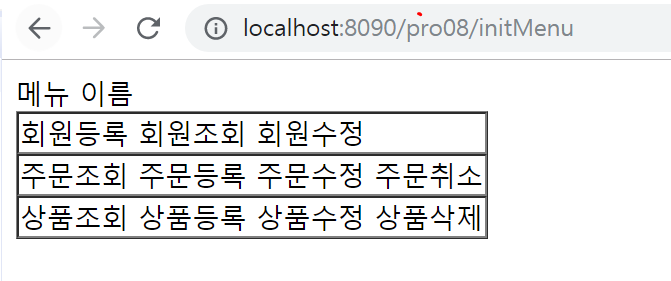 localhost:8090/pro08/initMenu
메뉴 이름
회원등록 회원조회 회원수정
주문조회 주문등록 주문수정 주문취소
상품조회 상품등록 상품수정 상품삭제